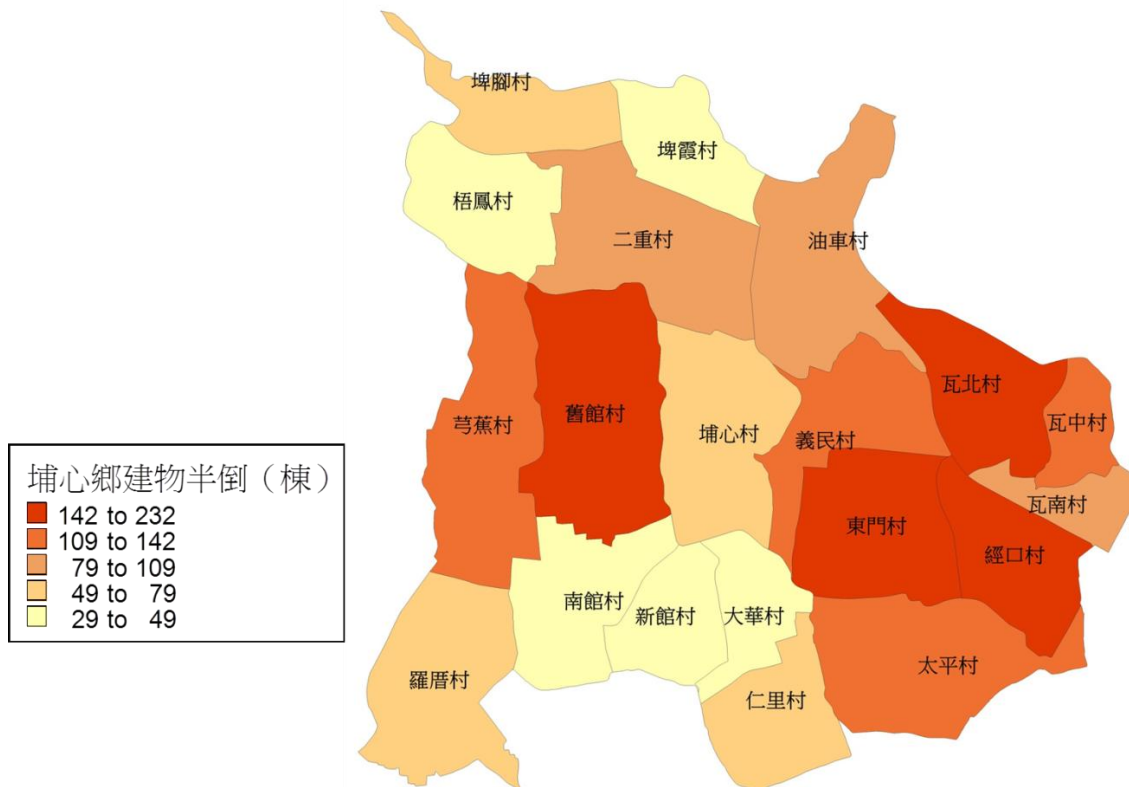 埤腳村
埤霞村
梧鳳村
二重村
油車村
瓦北村
瓦中村
芎蕉村
舊館村
埔心村
義民村
瓦南村
東門村
經口村
南館村
新館村
大華村
太平村
羅厝村
仁里村
埔心鄉建物半倒（棟）
142 to 232
109 to 142
79 to 109
49 to 79
29 to 49